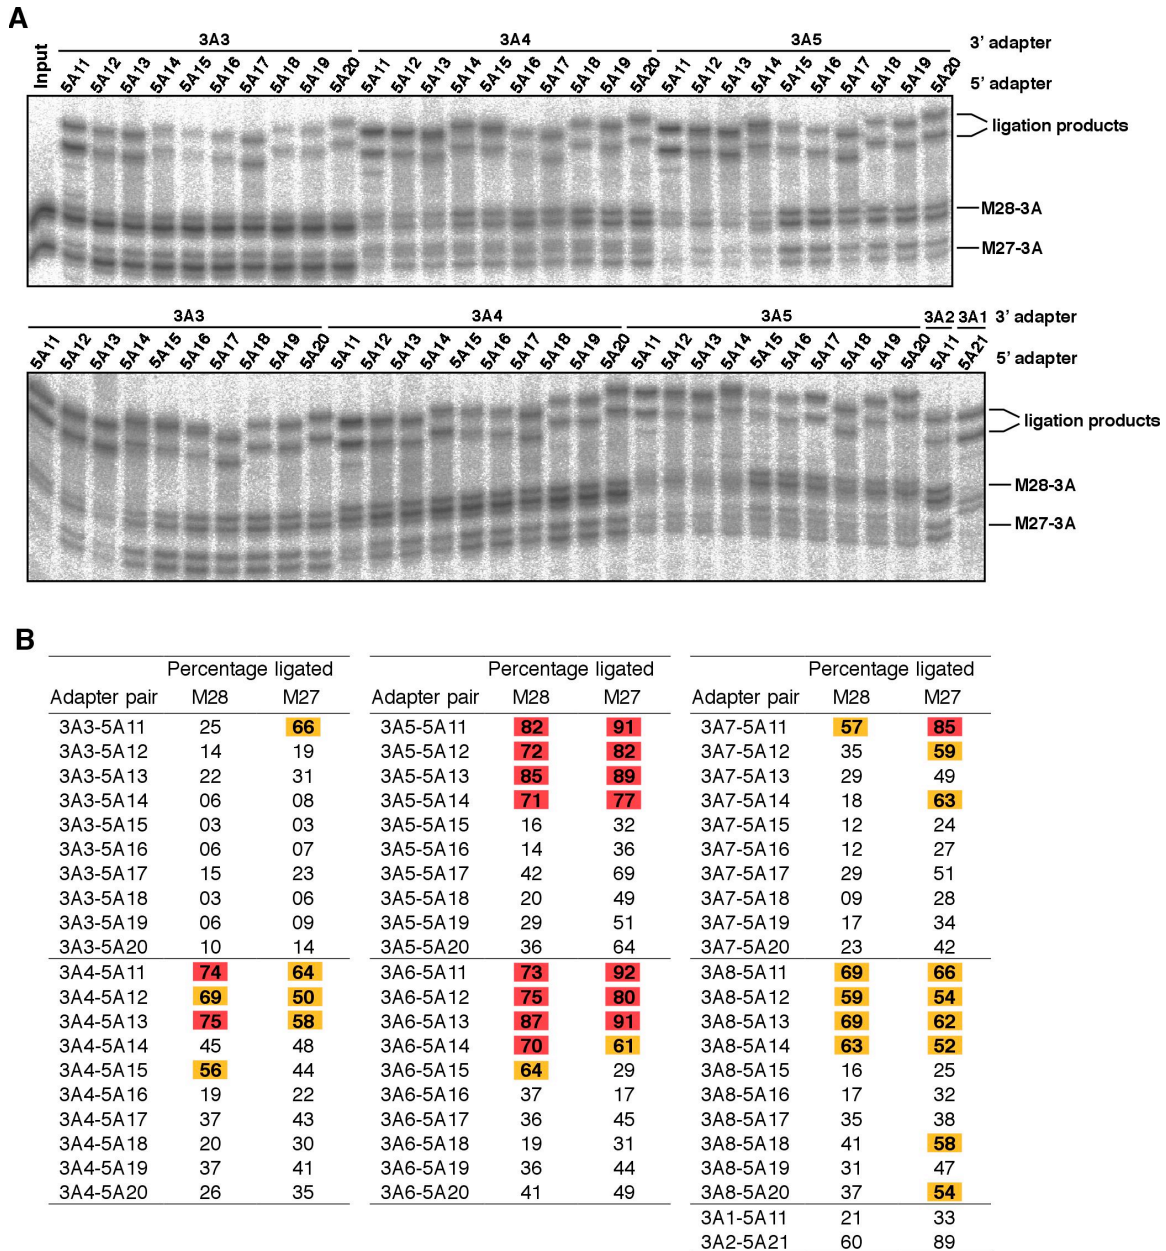 A
3A3 3A4 3A5 3’ adapter
Input 5A11 5A12 5A13 5A14 5A15 5A16 5A17 5A18 5A19 5A20 5A11 5A12 5A13 5A14 5A15 5A16 5A17 5A18 5A19 5A20 5A11 5A12 5A13 5A14 5A15 5A16 5A17 5A18 5A19 5A20 5’ adapter
ligation products
M28-3A
M27-3A
3A3 3A4 3A5 3A2 3A1 3’ adapter
5A11 5A12 5A13 5A14 5A15 5A16 5A17 5A18 5A19 5A20 5A11 5A12 5A13 5A14 5A15 5A16 5A17 5A18 5A19 5A20 5A11 5A12 5A13 5A14 5A15 5A16 5A17 5A18 5A19 5A20 5A11 5A21 5’ adapter
ligation products
M28-3A
M27-3A
B
Percentage ligated Percentage ligated Percentage ligated
Adapter pair M28 M27 Adapter pair M28 M27 Adapter pair M28 M27
3A3-5A11 25 66 3A5-5A11 82 91 3A7-5A11 57 85
3A3-5A12 14 19 3A5-5A12 72 82 3A7-5A12 35 59
3A3-5A13 22 31 3A5-5A13 85 89 3A7-5A13 29 49
3A3-5A14 06 08 3A5-5A14 71 77 3A7-5A14 18 63
3A3-5A15 03 03 3A5-5A15 16 32 3A7-5A15 12 24
3A3-5A16 06 07 3A5-5A16 14 36 3A7-5A16 12 27
3A3-5A17 15 23 3A5-5A17 42 69 3A7-5A17 29 51
3A3-5A18 03 06 3A5-5A18 20 49 3A7-5A18 09 28
3A3-5A19 06 09 3A5-5A19 29 51 3A7-5A19 17 34
3A3-5A20 10 14 3A5-5A20 36 64 3A7-5A20 23 42
3A4-5A11 74 64 3A6-5A11 73 92 3A8-5A11 69 66
3A4-5A12 69 50 3A6-5A12 75 80 3A8-5A12 59 54
3A4-5A13 75 58 3A6-5A13 87 91 3A8-5A13 69 62
3A4-5A14 45 48 3A6-5A14 70 61 3A8-5A14 63 52
3A4-5A15 56 44 3A6-5A15 64 29 3A8-5A15 16 25
3A4-5A16 19 22 3A6-5A16 37 17 3A8-5A16 17 32
3A4-5A17 37 43 3A6-5A17 36 45 3A8-5A17 35 38
3A4-5A18 20 30 3A6-5A18 19 31 3A8-5A18 41 58
3A4-5A19 37 41 3A6-5A19 36 44 3A8-5A19 31 47
3A4-5A20 26 35 3A6-5A20 41 49 3A8-5A20 37 54
3A1-5A11 21 33
3A2-5A21 60 89